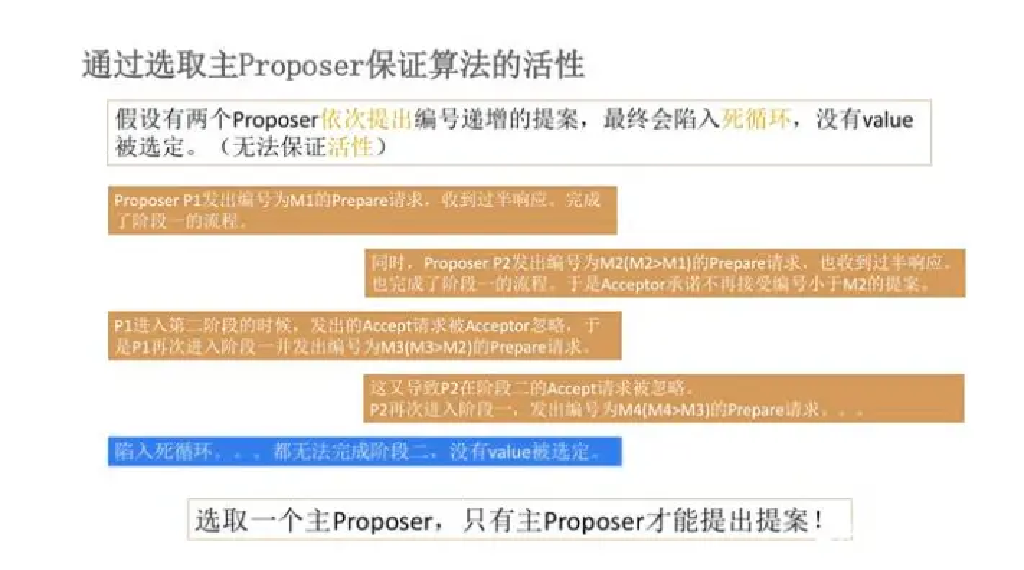 通过选取主Proposer保证算法的活性
假设有两个Proposer依次提出编号递增的提案，最终会陷入死循环，没有value
被选定。（无法保证活性）
Proposer P1发出编号为M1的Prepare请求，收到过半响应。完成
了阶段一的流程。
同时，Proposer P2发出编号为M2(M2>M1)的Prepare请求，也收到过半响应。
也完成了阶段一的流程。于是Acceptor承诺不再接受编号小于M2的提案。
P1进入第二阶段的时候，发出的Accept请求被Acceptor忽略，于
是P1再次进入阶段一并发出编号为M3(M3>M2)的Prepare请求。
这又导致P2在阶段二的Accept请求被忽略。
P2再次进入阶段一，发出编号为M4(M4>M3)的Prepare请求。。。
陷入死循环。。。都无法完成阶段二，没有value被选定。
选取一个主Proposer，只有主Proposer才能提出提案！